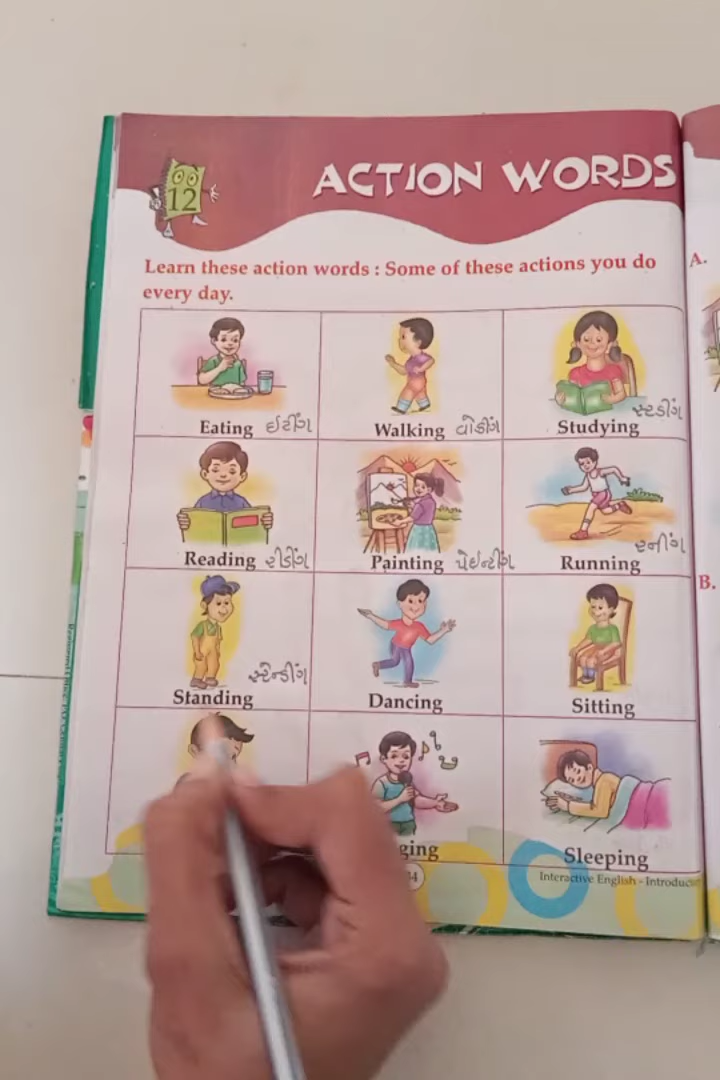 12
ACTION WORDS
Learn these action words : Some of these actions you do
every day.
Eating ઈટીંગ
Walking વોકીંગ
Studying સ્ટડીંગ
Reading રીડીંગ
Painting પેઇન્ટીંગ
Running રનીંગ
Standing સ્ટેન્ડીંગ
Dancing
Sitting
Sleeping
Interactive English - Introduc
A.
B.